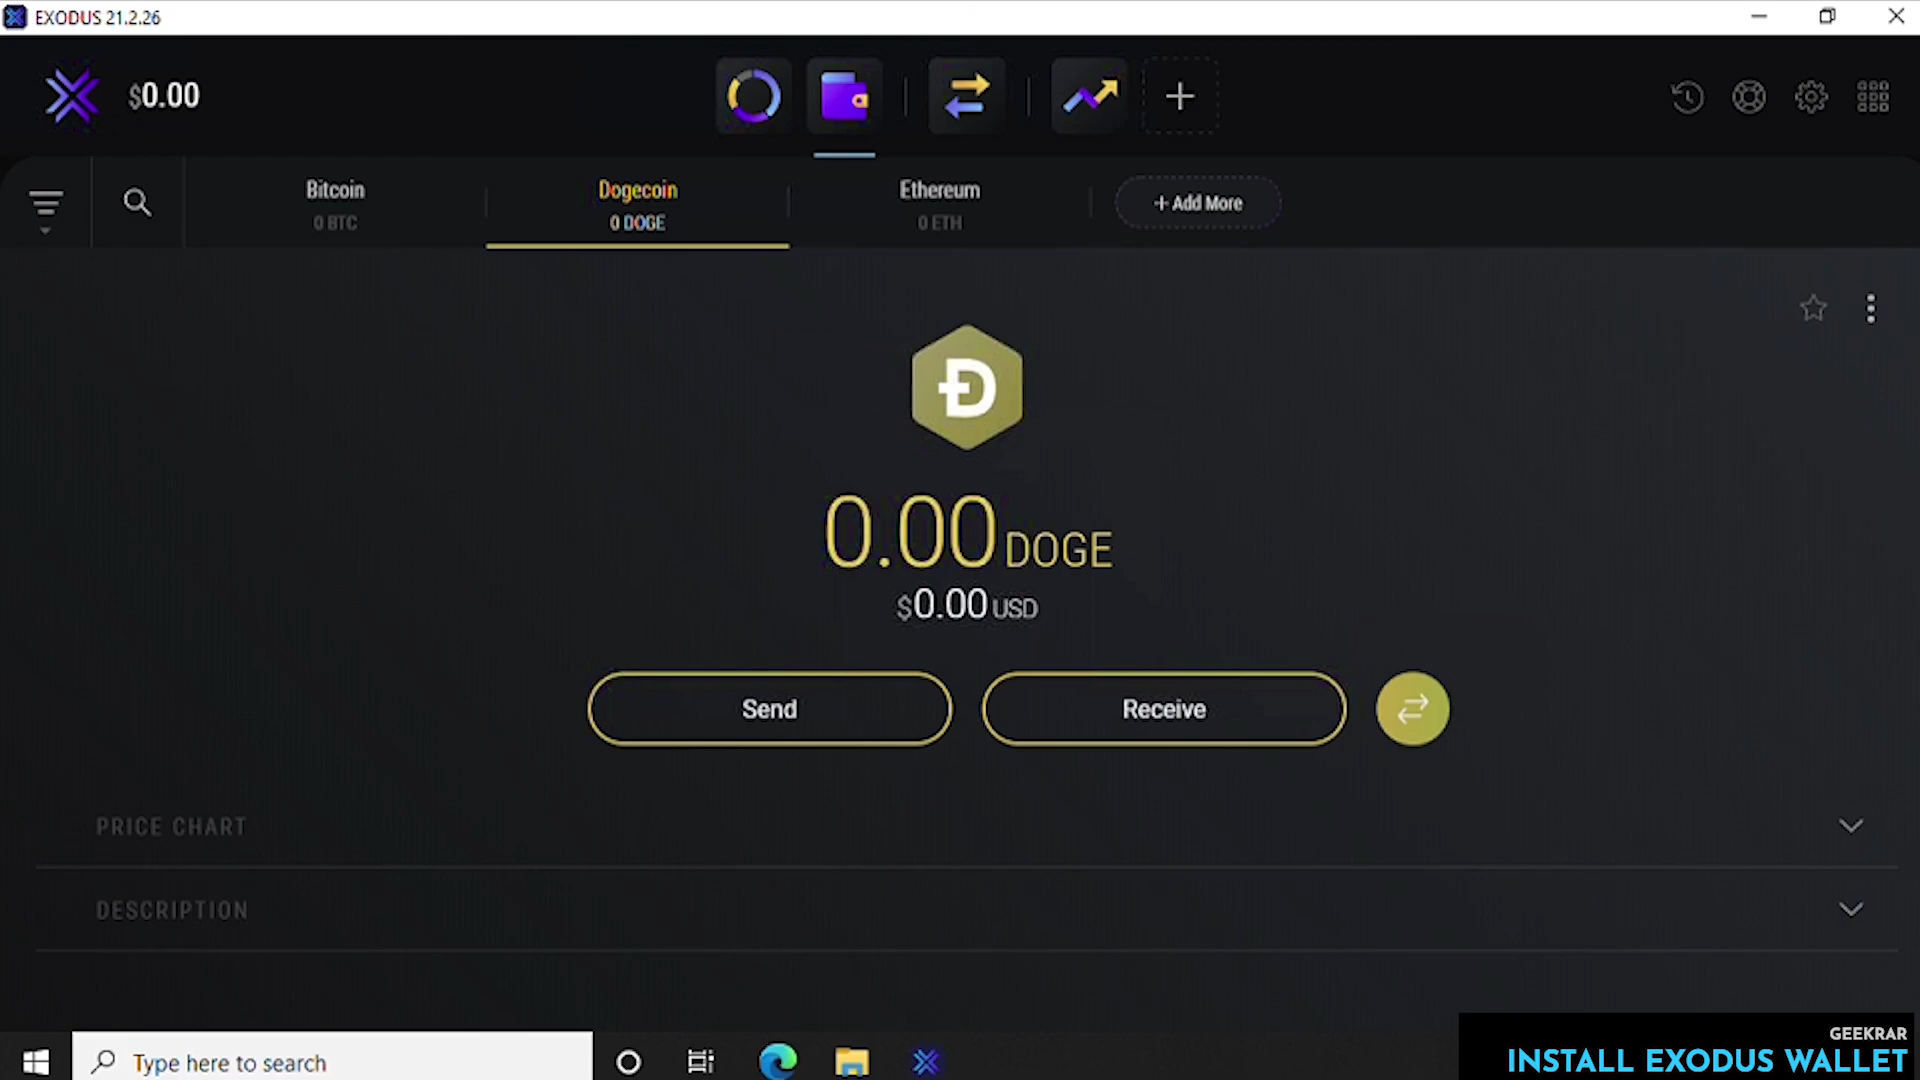 EXODUS 21.2.26
$0.00
Bitcoin
0 BTC
Dogecoin
0 DOGE
Ethereum
0 ETH
+ Add More
0.00 DOGE
$0.00 USD
Send
Receive
PRICE CHART
DESCRIPTION
Type here to search
GEEKRAR
INSTALL EXODUS WALLET